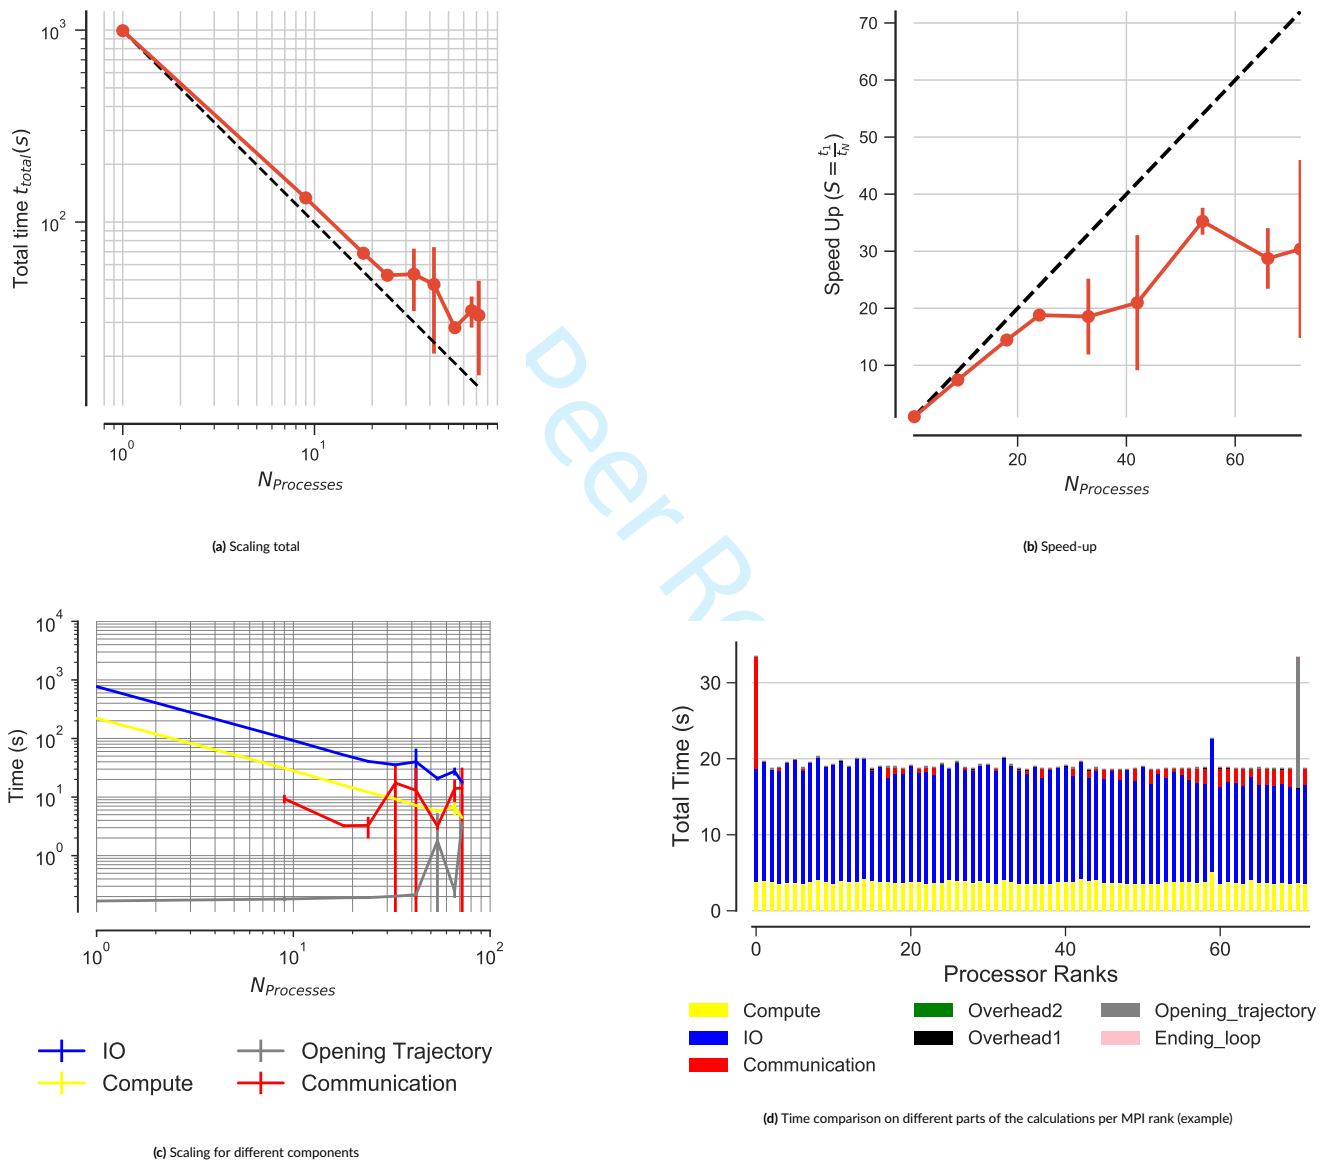 10^3
10^2
Total time t_total(s)
10^0
10^1
N_Processes
(a) Scaling total
70
60
50
40
30
20
10
Speed Up (S = t_1/t_N)
20
40
60
N_Processes
(b) Speed-up
Peer Re
10^4
10^3
10^2
10^1
10^0
Time (s)
10^0
10^1
10^2
N_Processes
IO
Opening Trajectory
Compute
Communication
(c) Scaling for different components
30
20
10
0
Total Time (s)
0
20
40
60
Processor Ranks
Compute
Overhead2
Opening_trajectory
IO
Overhead1
Ending_loop
Communication
(d) Time comparison on different parts of the calculations per MPI rank (example)